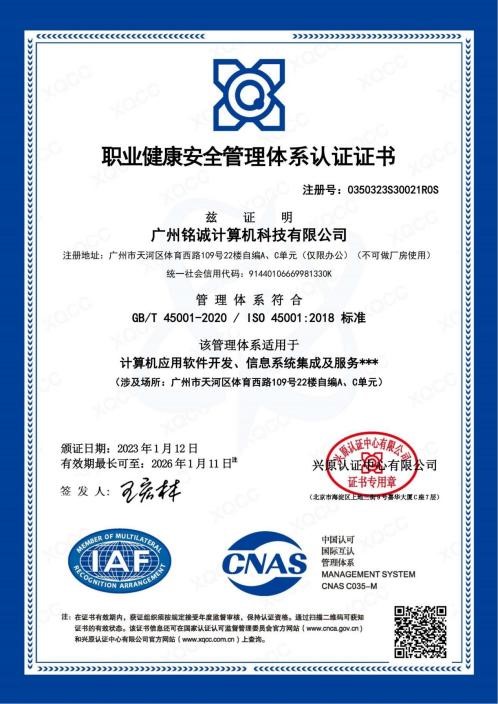 职业健康安全管理体系认证证书
注册号：0350323S30021R0S
兹 证 明
广州铭诚计算机科技有限公司
注册地址：广州市天河区体育西路109号22楼自编A、C单元（仅限办公）（不可做厂房使用）
统一社会信用代码：91440106669981330K
管 理 体 系 符 合
GB/T 45001-2020 / ISO 45001:2018 标准
该管理体系适用于
计算机应用软件开发、信息系统集成及服务***
（涉及场所：广州市天河区体育西路109号22楼自编A、C单元）
颁证日期：2023 年 1 月 12 日
有效期最长可至：2026 年 1 月 11 日注
签 发 人：
兴原认证中心有限公司
兴原认证中心有限公司
证书专用章
（北京市海淀区上地三街9号嘉华大厦C座7层）
MEMBER OF MULTILATERAL
IAF
RECOGNITION ARRANGEMENT
CNAS
中国认可
国际互认
管理体系
MANAGEMENT SYSTEM
CNAS C035-M
注：在证书有效期内，获证组织须按规定接受年度监督审核，保持认证资格。通过扫描二维码可获知
证书的有效状态。该证书信息还可在国家认证认可监督管理委员会官方网站（www.cnca.gov.cn）
和兴原认证中心有限公司官方网站（www.xqcc.com.cn）上查询。